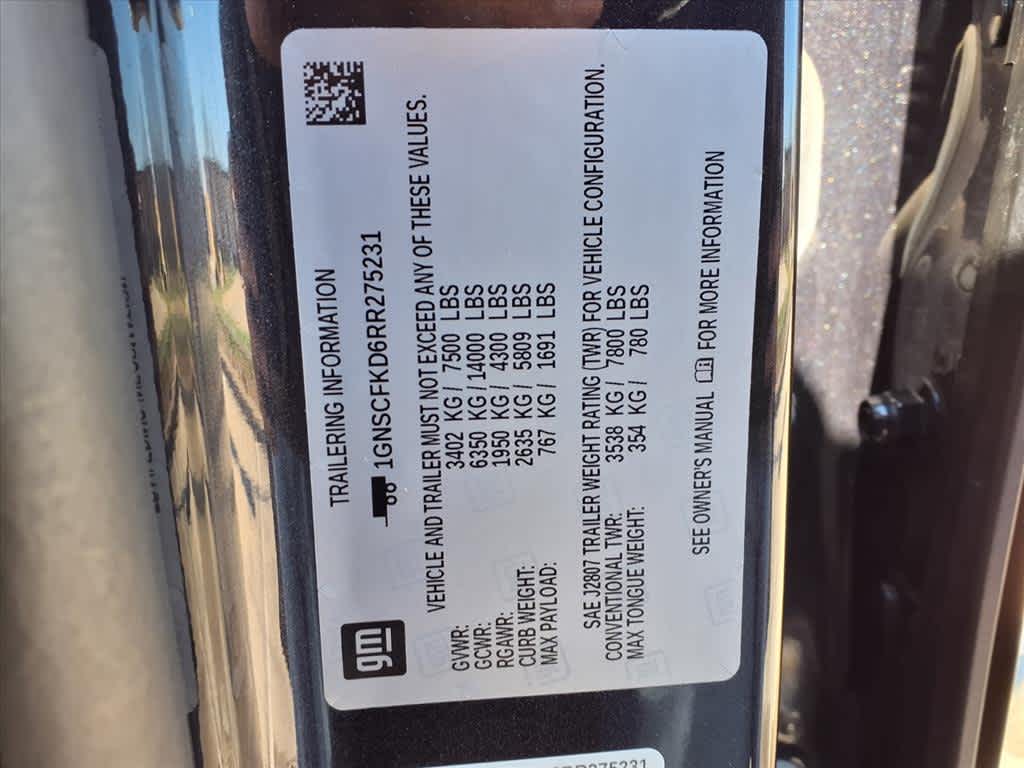 TRAILERING INFORMATION
1GNSCFKD6RR275231
VEHICLE AND TRAILER MUST NOT EXCEED ANY OF THESE VALUES.
GVWR: 3402 KG / 7500 LBS
GCWR: 6350 KG / 14000 LBS
RGAWR: 1950 KG / 4300 LBS
CURB WEIGHT: 2635 KG / 5809 LBS
MAX PAYLOAD: 767 KG / 1691 LBS
SAE J2807 TRAILER WEIGHT RATING (TWR) FOR VEHICLE CONFIGURATION.
CONVENTIONAL TWR: 3538 KG / 7800 LBS
MAX TONGUE WEIGHT: 354 KG / 780 LBS
SEE OWNER'S MANUAL FOR MORE INFORMATION
gm
275231